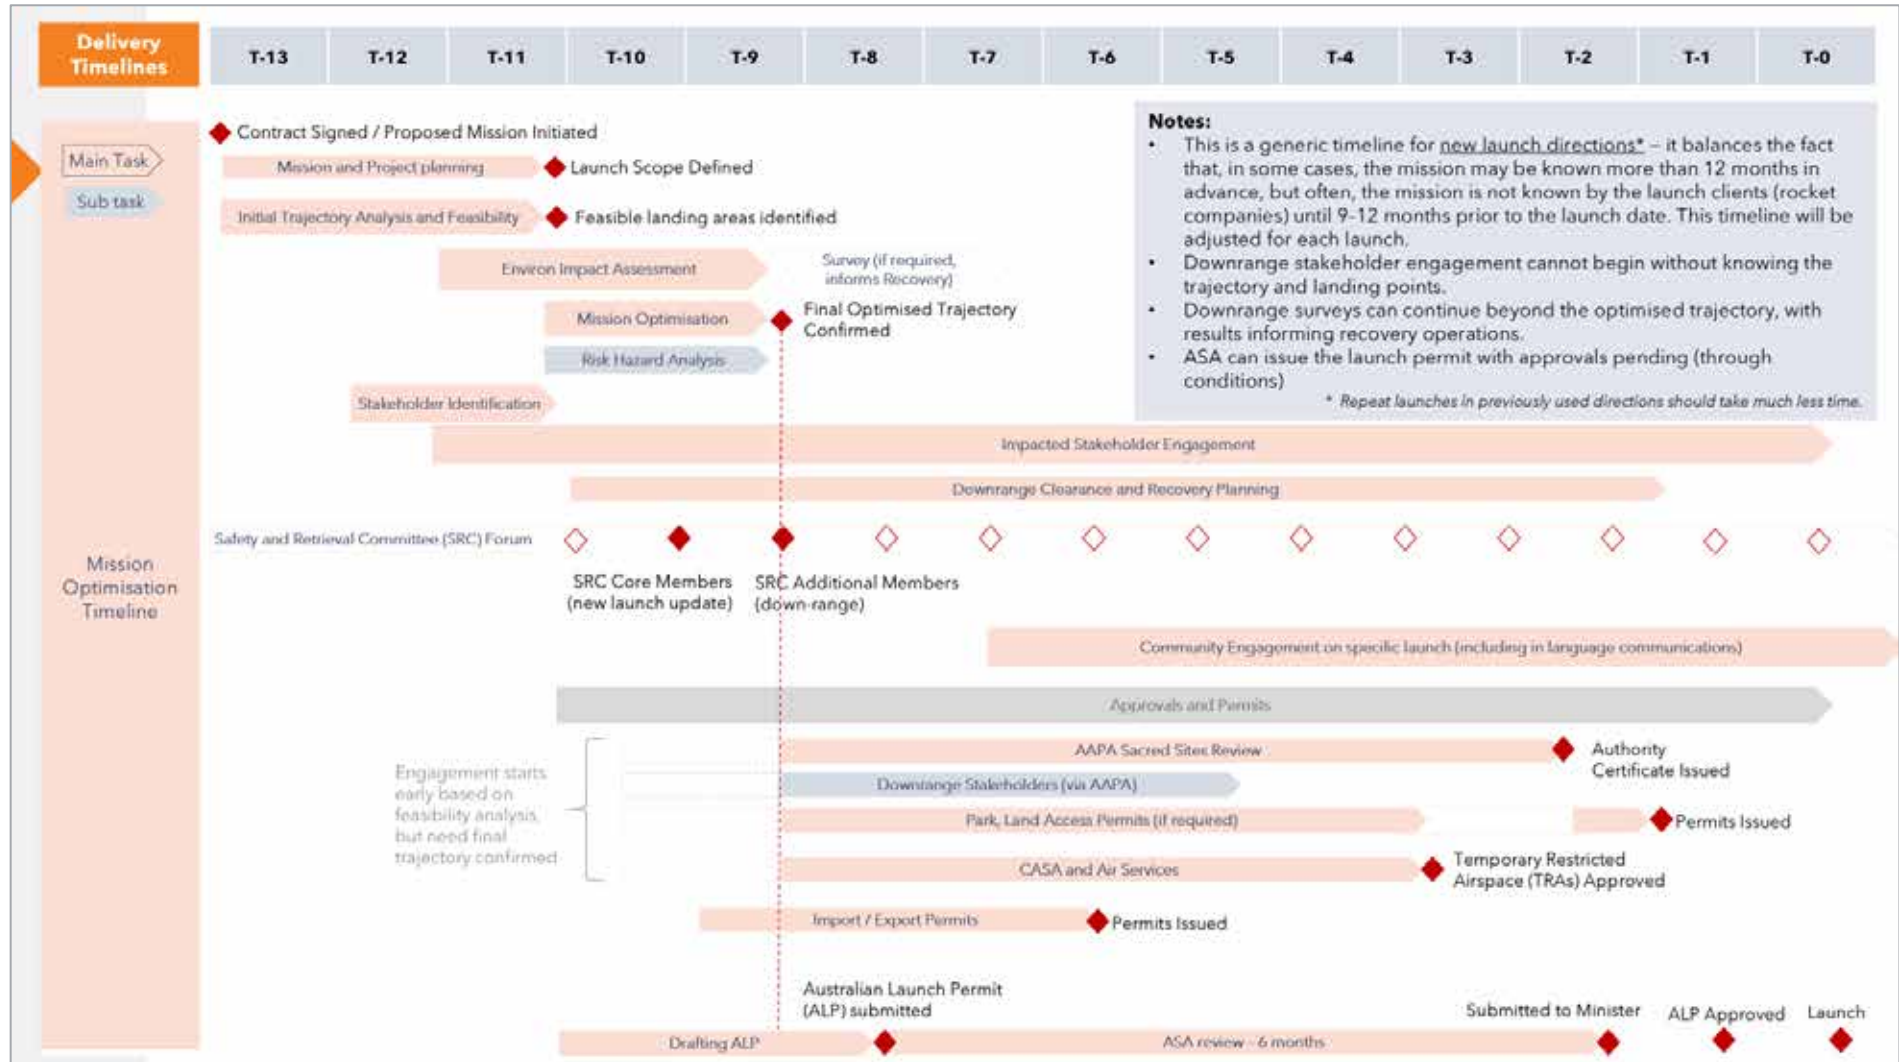 Delivery
Timelines
T-13
T-12
T-11
T-10
T-9
T-8
T-7
T-6
T-5
T-4
T-3
T-2
T-1
T-0
Main Task
Sub task
Mission
Optimisation
Timeline
Contract Signed / Proposed Mission Initiated
Mission and Project planning
Launch Scope Defined
Initial Trajectory Analysis and Feasibility
Feasible landing areas identified
Environ Impact Assessment
Survey (if required,
informs Recovery)
Mission Optimisation
Final Optimised Trajectory
Confirmed
Risk Hazard Analysis
Stakeholder Identification
Notes:
• This is a generic timeline for new launch directions* – it balances the fact
that, in some cases, the mission may be known more than 12 months in
advance, but often, the mission is not known by the launch clients (rocket
companies) until 9-12 months prior to the launch date. This timeline will be
adjusted for each launch.
• Downrange stakeholder engagement cannot begin without knowing the
trajectory and landing points.
• Downrange surveys can continue beyond the optimised trajectory, with
results informing recovery operations.
• ASA can issue the launch permit with approvals pending (through
conditions)
* Repeat launches in previously used directions should take much less time.
Impacted Stakeholder Engagement
Downrange Clearance and Recovery Planning
Safety and Retrieval Committee (SRC) Forum
SRC Core Members
(new launch update)
SRC Additional Members
(down-range)
Community Engagement on specific launch (including in language communications)
Approvals and Permits
Engagement starts
early based on
feasibility analysis,
but need final
trajectory confirmed
AAPA Sacred Sites Review
Authority
Certificate Issued
Downrange Stakeholders (via AAPA)
Park, Land Access Permits (if required)
Permits Issued
CASA and Air Services
Temporary Restricted
Airspace (TRAs) Approved
Import / Export Permits
Permits Issued
Australian Launch Permit
(ALP) submitted
Submitted to Minister
ALP Approved
Launch
Drafting ALP
ASA review - 6 months